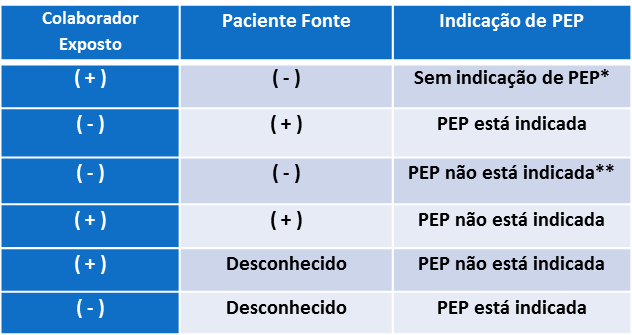 Colaborador Exposto Paciente Fonte Indicação de PEP
( + ) ( - ) Sem indicação de PEP*
( - ) ( + ) PEP está indicada
( - ) ( - ) PEP não está indicada**
( + ) ( + ) PEP não está indicada
( + ) Desconhecido PEP não está indicada
( - ) Desconhecido PEP está indicada